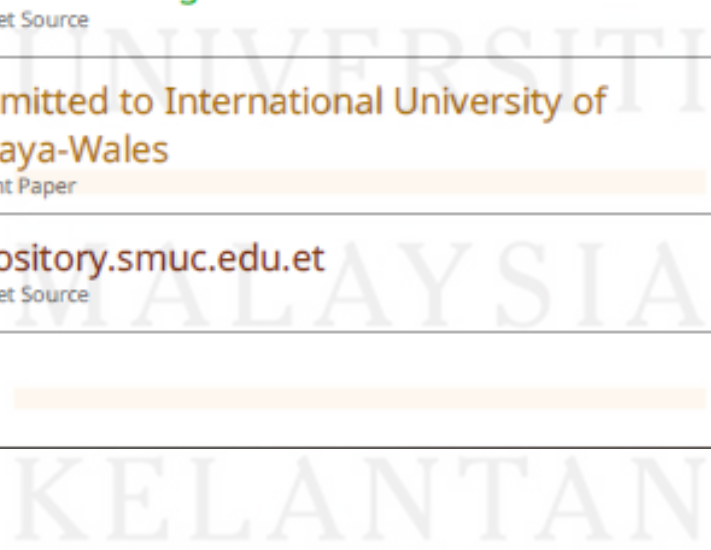 et Source
UNIVERSITI
mitted to International University of
aya-Wales
nt Paper
ository.smuc.edu.et
et Source
MALAYSIA
KELANTAN